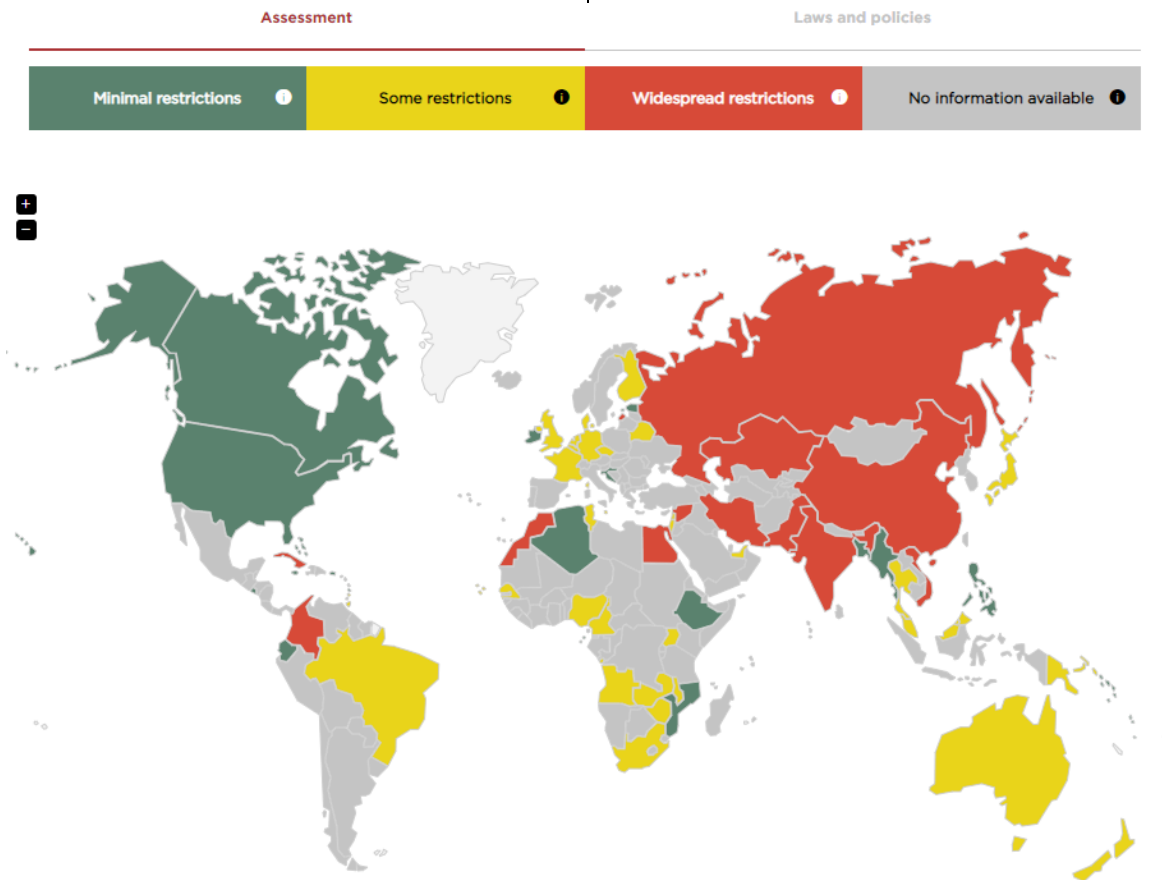 Assessment
Laws and policies
Minimal restrictions i
Some restrictions i
Widespread restrictions i
No information available i
+
−